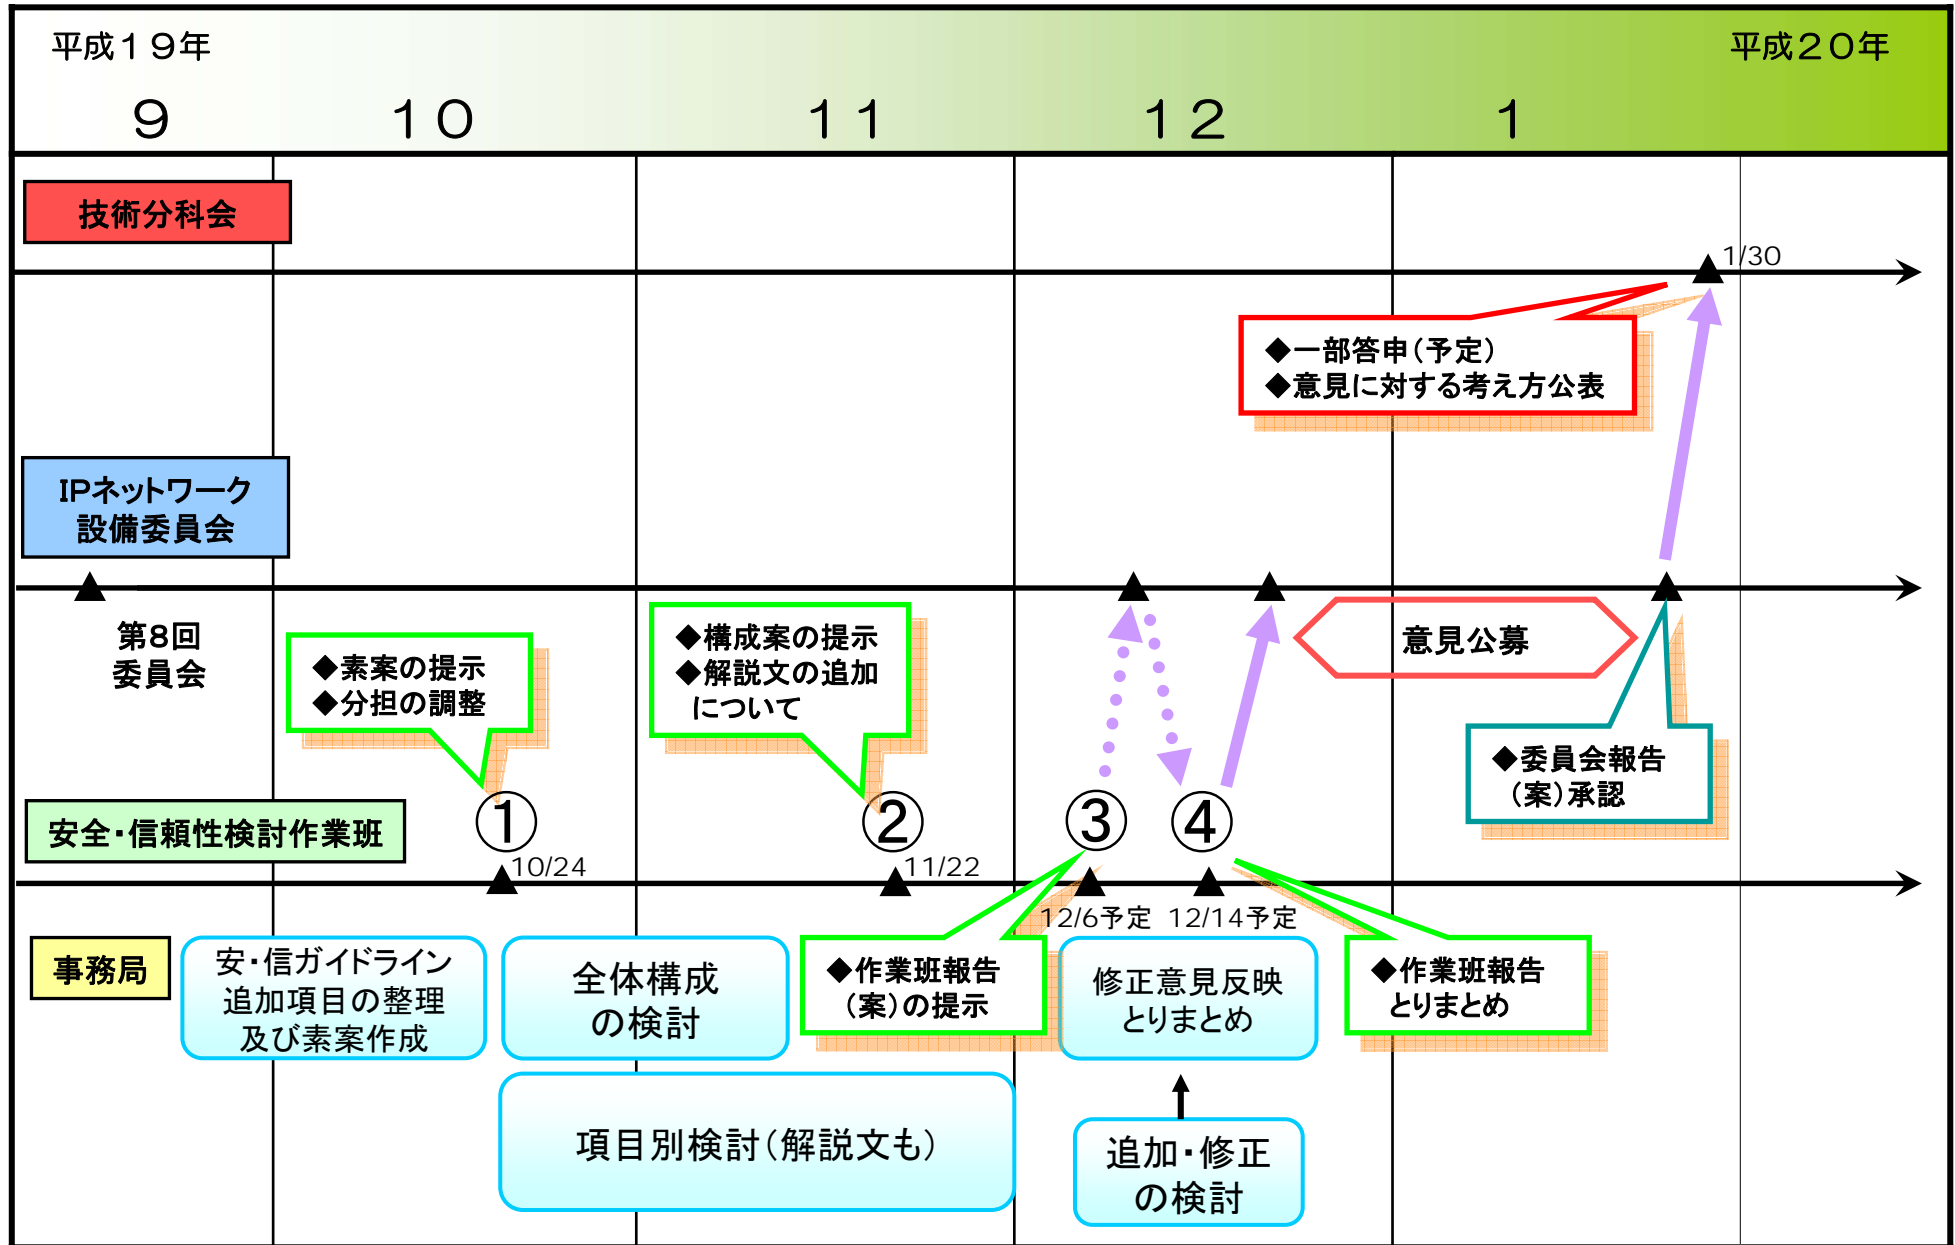 平成１９年
平成２０年
９
１０
１１
１２
１
技術分科会
1/30
◆一部答申（予定）
◆意見に対する考え方公表
IPネットワーク
設備委員会
第8回
委員会
◆素案の提示
◆分担の調整
◆構成案の提示
◆解説文の追加
について
意見公募
◆委員会報告
（案）承認
安全・信頼性検討作業班
①
②
③
④
10/24
11/22
12/6予定
12/14予定
事務局
安・信ガイドライン
追加項目の整理
及び素案作成
全体構成
の検討
◆作業班報告
（案）の提示
修正意見反映
とりまとめ
◆作業班報告
とりまとめ
項目別検討（解説文も）
追加・修正
の検討